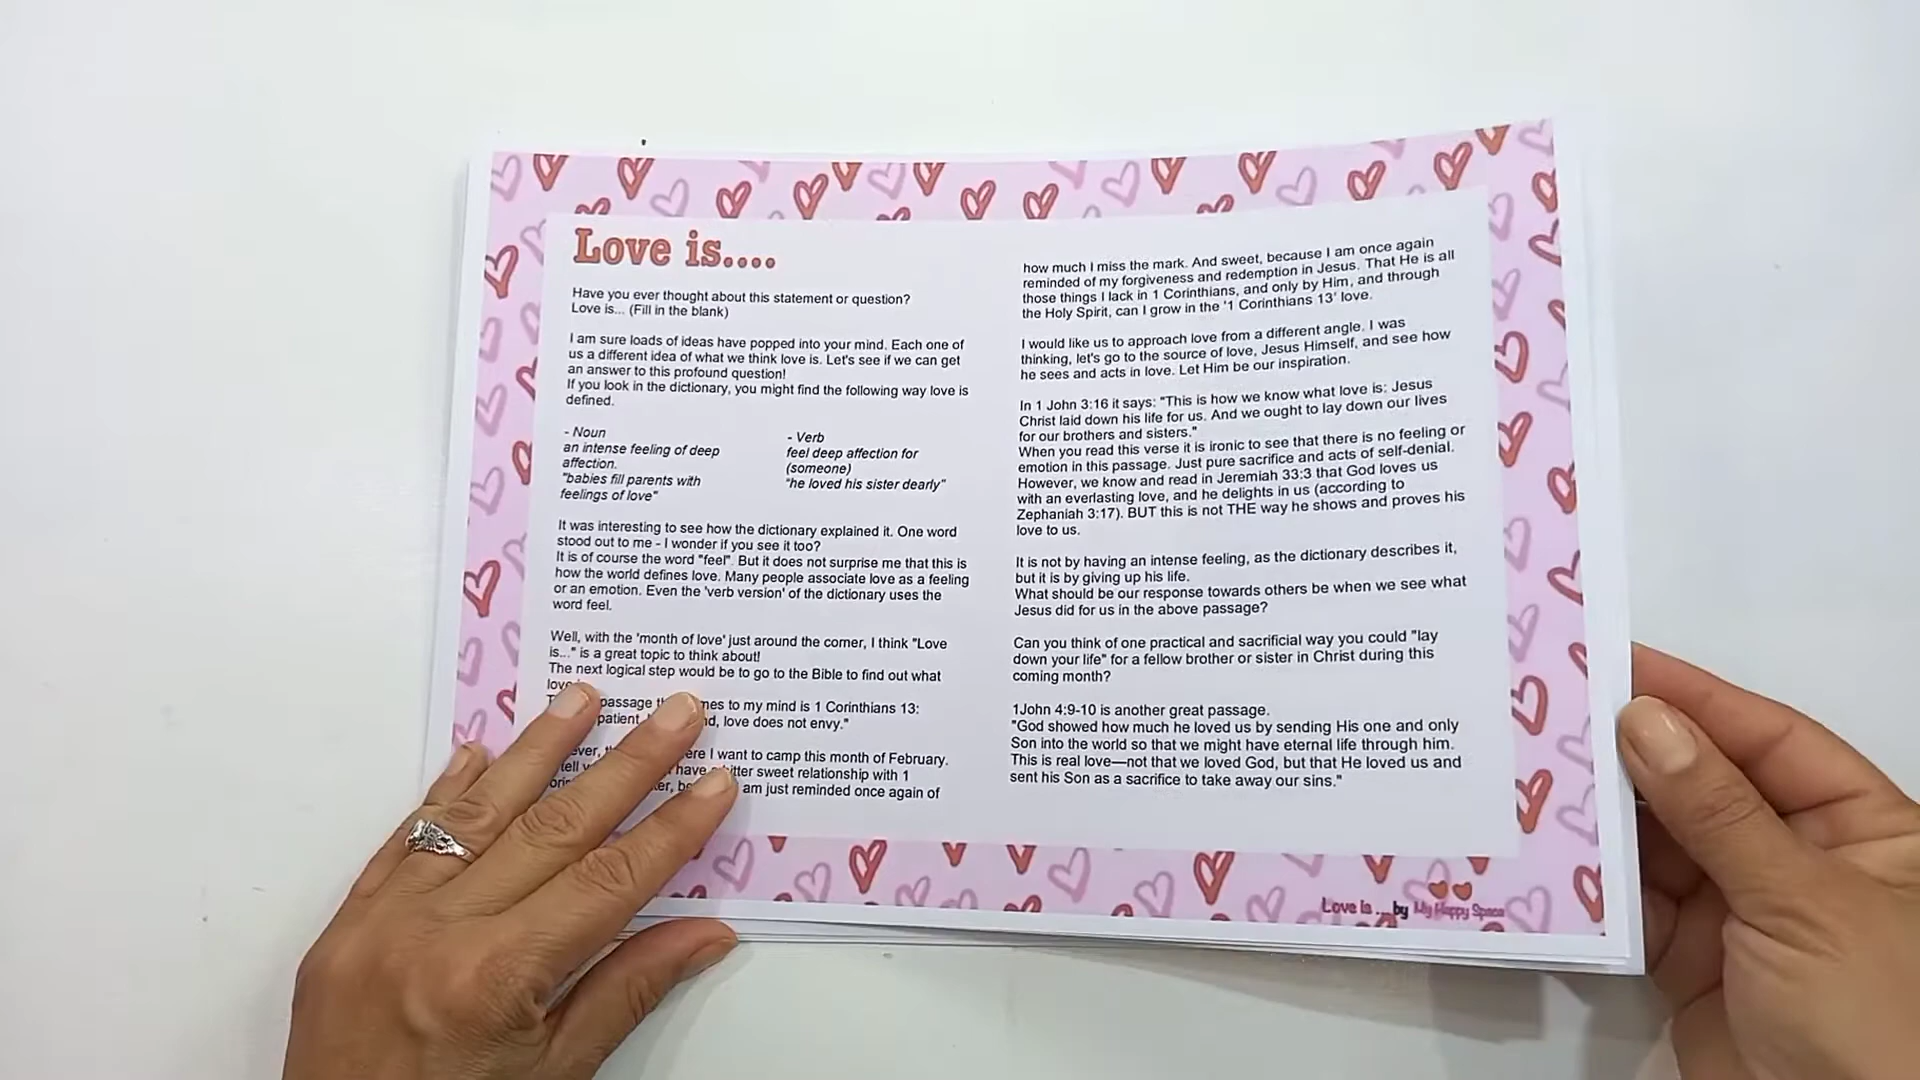 Love is....
Have you ever thought about this statement or question?
Love is... (Fill in the blank)
I am sure loads of ideas have popped into your mind. Each one of
us a different idea of what we think love is. Let's see if we can get
an answer to this profound question!
If you look in the dictionary, you might find the following way love is
defined.
- Noun
an intense feeling of deep
affection.
"babies fill parents with
feelings of love"
- Verb
feel deep affection for
(someone)
"he loved his sister dearly"
It was interesting to see how the dictionary explained it. One word
stood out to me - I wonder if you see it too?
It is of course the word "feel". But it does not surprise me that this is
how the world defines love. Many people associate love as a feeling
or an emotion. Even the 'verb version' of the dictionary uses the
word feel.
Well, with the 'month of love' just around the corner, I think "Love
is..." is a great topic to think about!
The next logical step would be to go to the Bible to find out what
passage to my mind is 1 Corinthians 13:
patient, love does not envy."
I want to camp this month of February.
have sweet relationship with 1
am just reminded once again of
how much I miss the mark. And sweet, because I am once again
reminded of my forgiveness and redemption in Jesus. That He is all
those things I lack in 1 Corinthians, and only by Him, and through
the Holy Spirit, can I grow in the '1 Corinthians 13' love.
I would like us to approach love from a different angle. I was
thinking, let's go to the source of love, Jesus Himself, and see how
he sees and acts in love. Let Him be our inspiration.
In 1 John 3:16 it says: "This is how we know what love is: Jesus
Christ laid down his life for us. And we ought to lay down our lives
for our brothers and sisters."
When you read this verse it is ironic to see that there is no feeling or
emotion in this passage. Just pure sacrifice and acts of self-denial.
However, we know and read in Jeremiah 33:3 that God loves us
with an everlasting love, and he delights in us (according to
Zephaniah 3:17). BUT this is not THE way he shows and proves his
love to us.
It is not by having an intense feeling, as the dictionary describes it,
but it is by giving up his life.
What should be our response towards others be when we see what
Jesus did for us in the above passage?
Can you think of one practical and sacrificial way you could "lay
down your life" for a fellow brother or sister in Christ during this
coming month?
1John 4:9-10 is another great passage.
"God showed how much he loved us by sending His one and only
Son into the world so that we might have eternal life through him.
This is real love—not that we loved God, but that He loved us and
sent his Son as a sacrifice to take away our sins."
Love is ... by My Happy Space